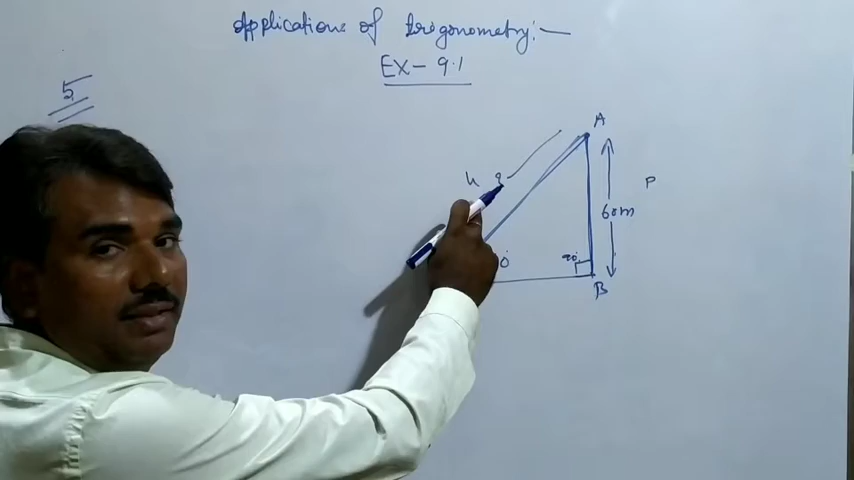 Applications of trigonometry:—
EX- 9.1
5
A
h ?
P
60m
90°
B